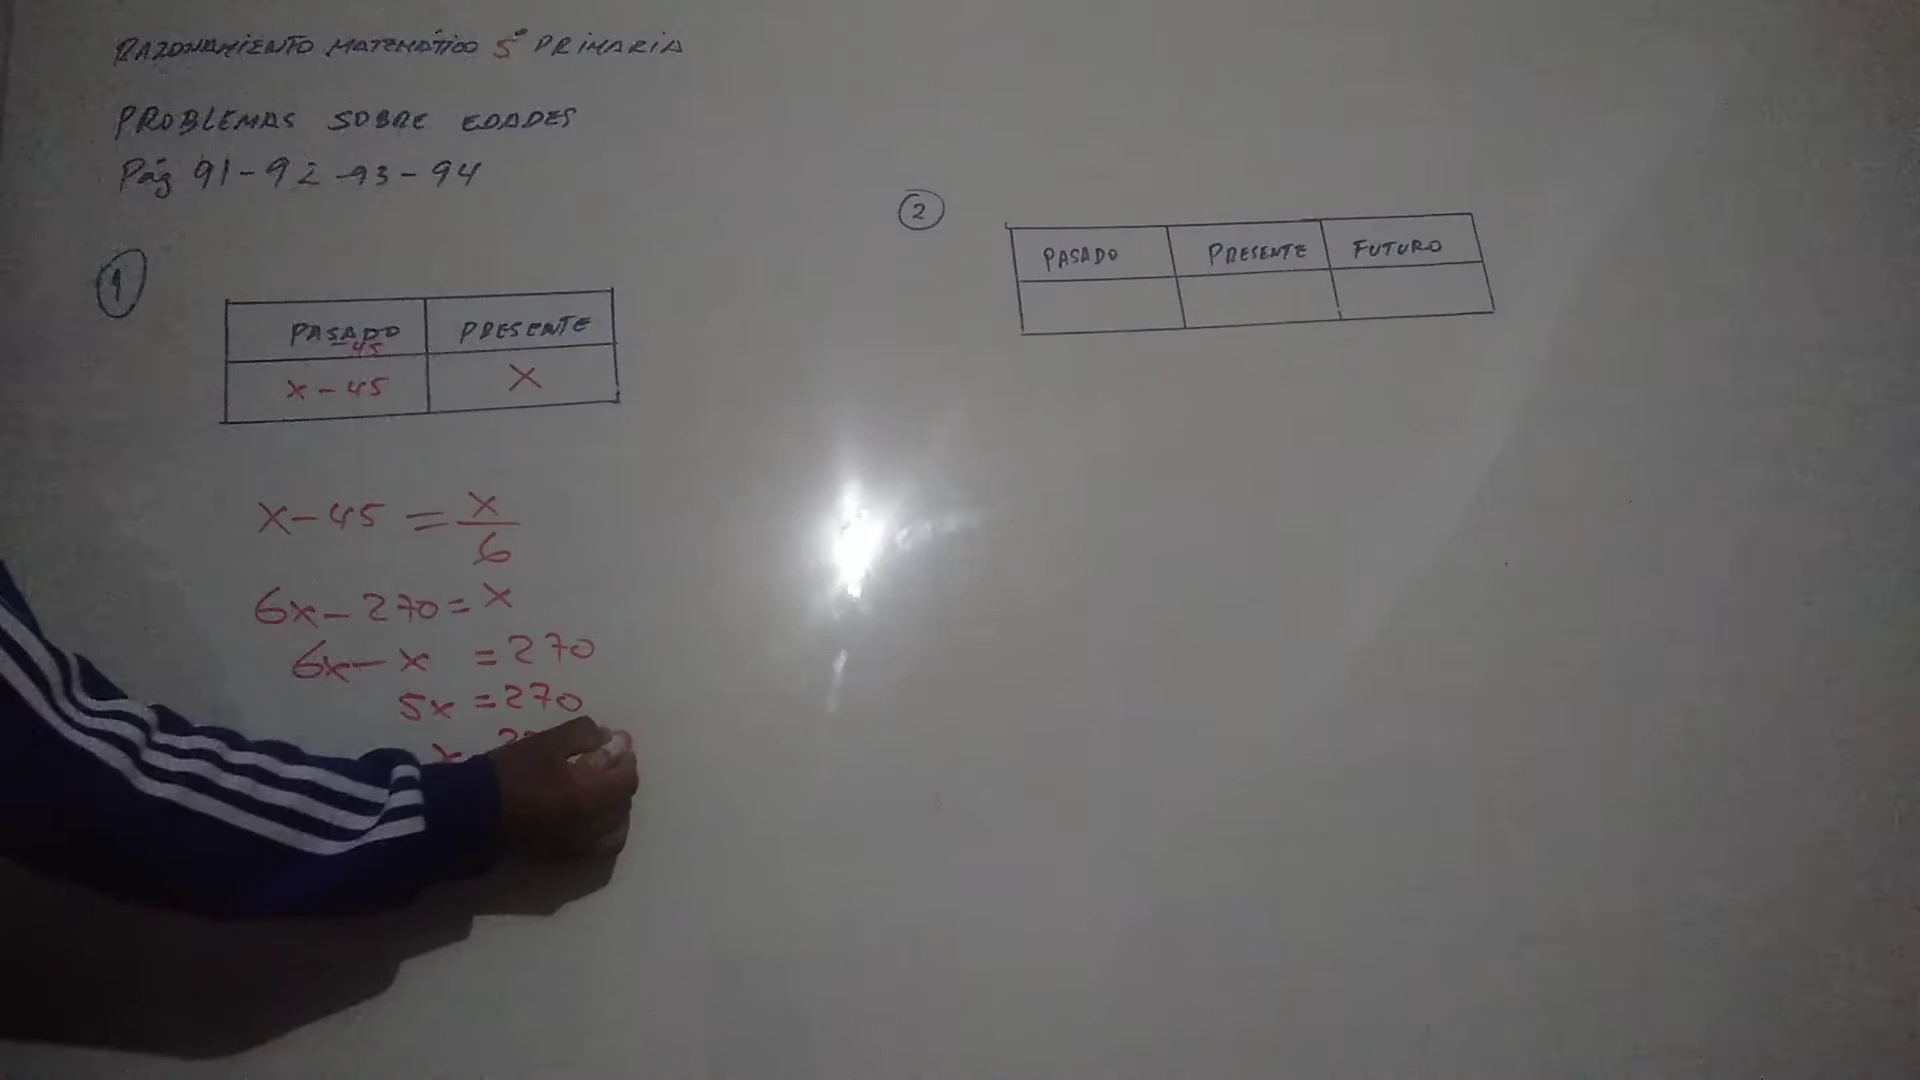 RAZONAMIENTO MATEMÁTICO 5° PRIMARIA
PROBLEMAS SOBRE EDADES
Pág 91-92-93-94
1
PASADO PRESENTE
-45
x-45 x
x-45 = x/6
6x-270=x
6x-x =270
5x =270
x
2
PASADO PRESENTE FUTURO